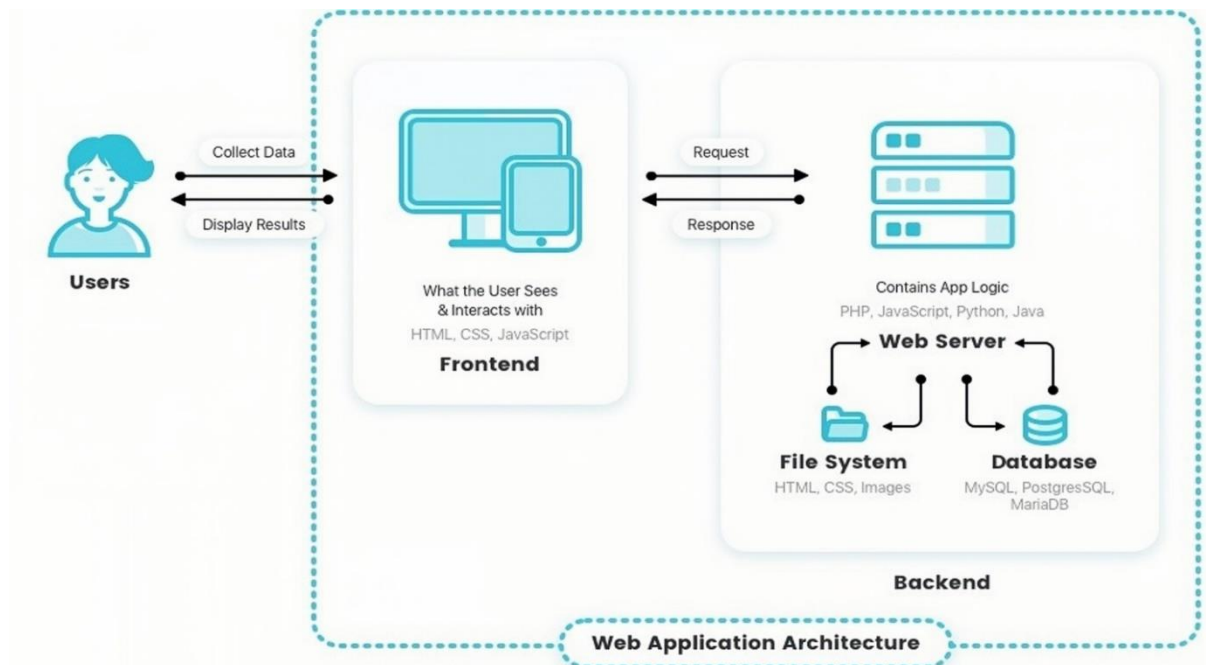 Collect Data
Display Results
Users
What the User Sees
& Interacts with
HTML, CSS, JavaScript
Frontend
Request
Response
Contains App Logic
PHP, JavaScript, Python, Java
Web Server
File System
HTML, CSS, Images
Database
MySQL, PostgresSQL,
MariaDB
Backend
Web Application Architecture